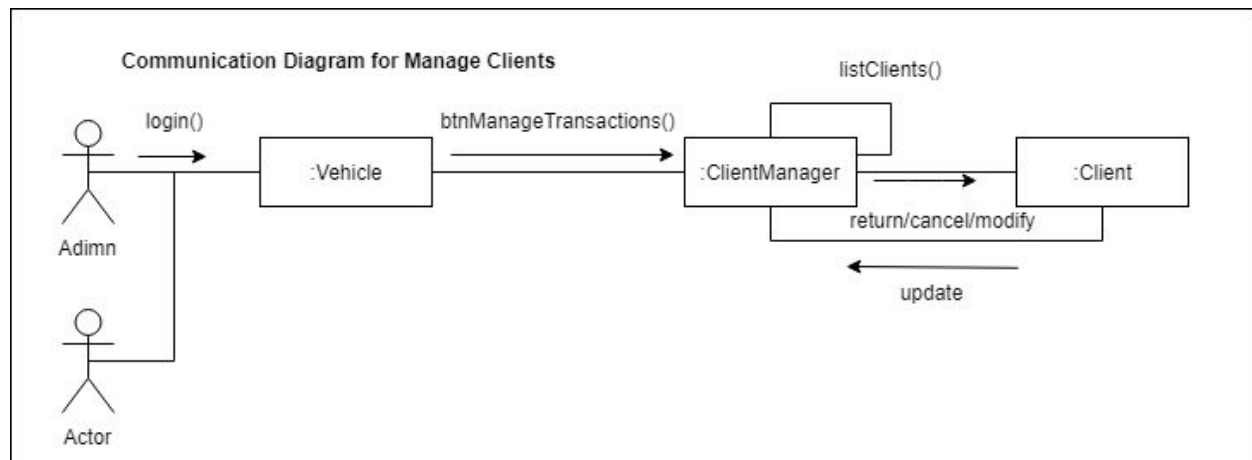 Communication Diagram for Manage Clients
listClients()
login()
btnManageTransactions()
:Vehicle
:ClientManager
:Client
return/cancel/modify
Adimn
update
Actor